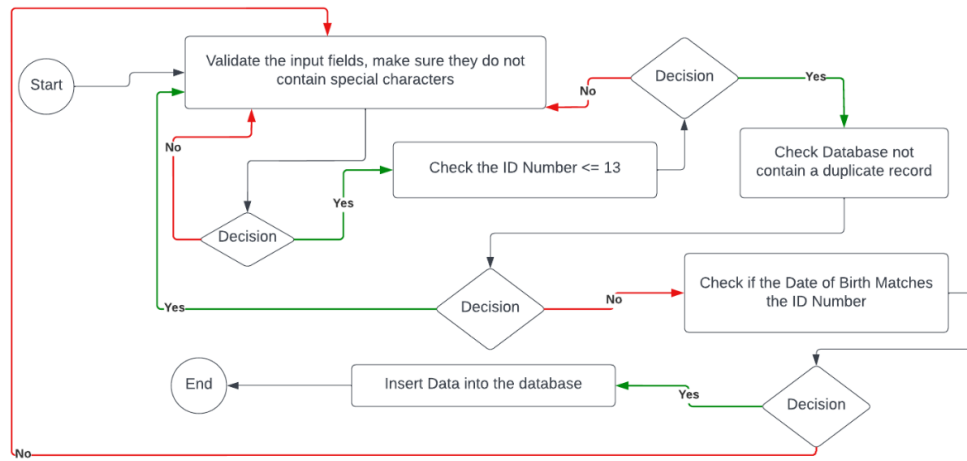 Start
Validate the input fields, make sure they do not
contain special characters
No
Decision
Yes
Check the ID Number <= 13
No
Decision
Yes
Check Database not
contain a duplicate record
Yes
Decision
No
Check if the Date of Birth Matches
the ID Number
Decision
Yes
Insert Data into the database
End
No